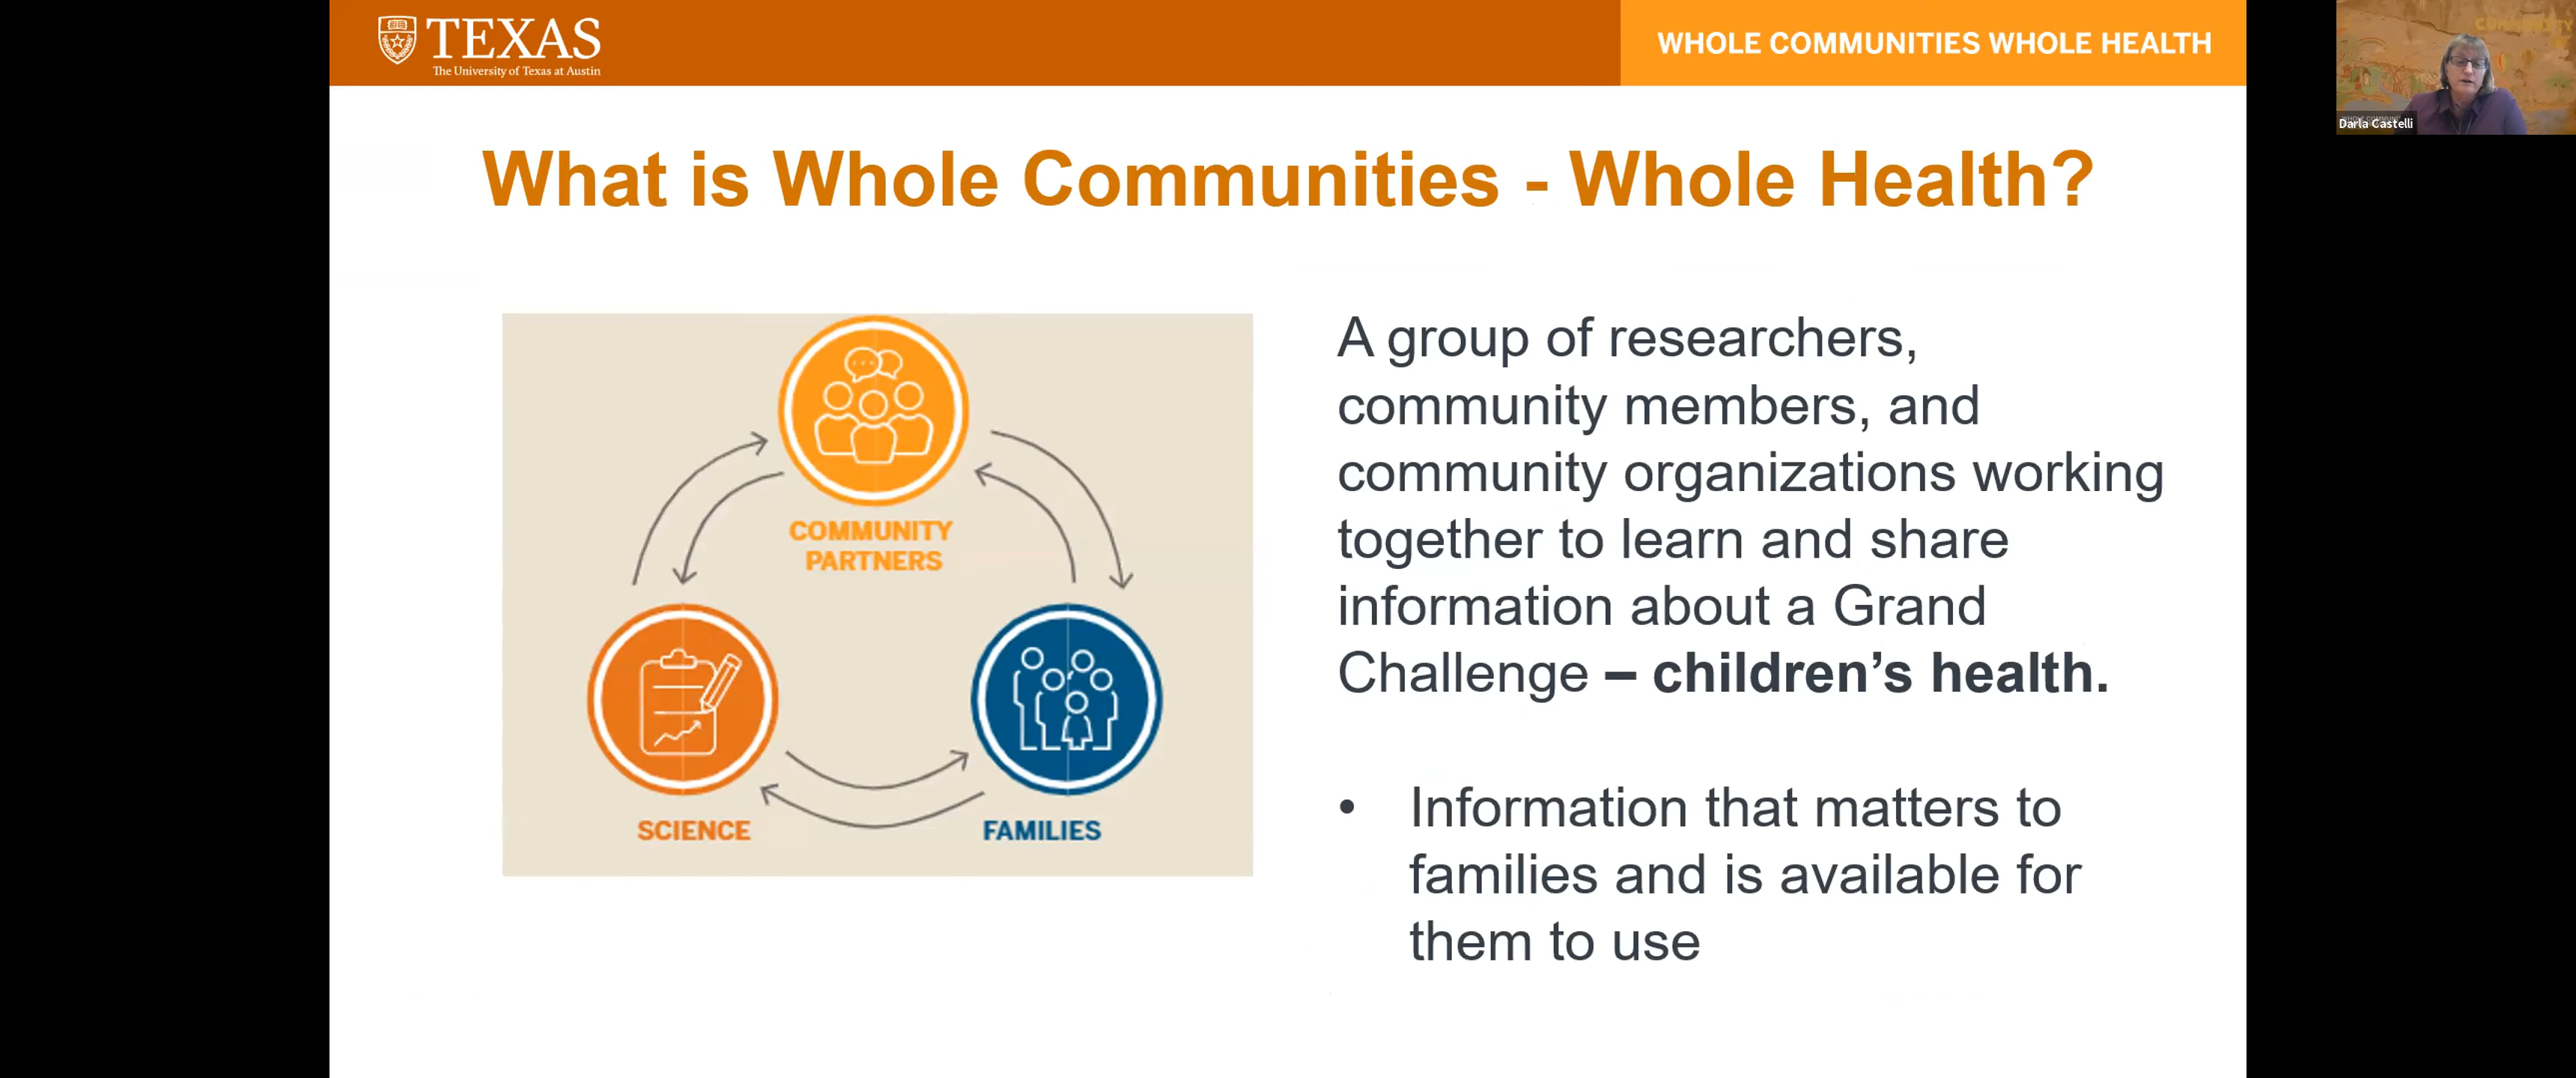 TEXAS
The University of Texas at Austin
WHOLE COMMUNITIES WHOLE HEALTH
Darla Castelli
What is Whole Communities - Whole Health?
COMMUNITY
PARTNERS
SCIENCE
FAMILIES
A group of researchers,
community members, and
community organizations working
together to learn and share
information about a Grand
Challenge – children’s health.
• Information that matters to
families and is available for
them to use